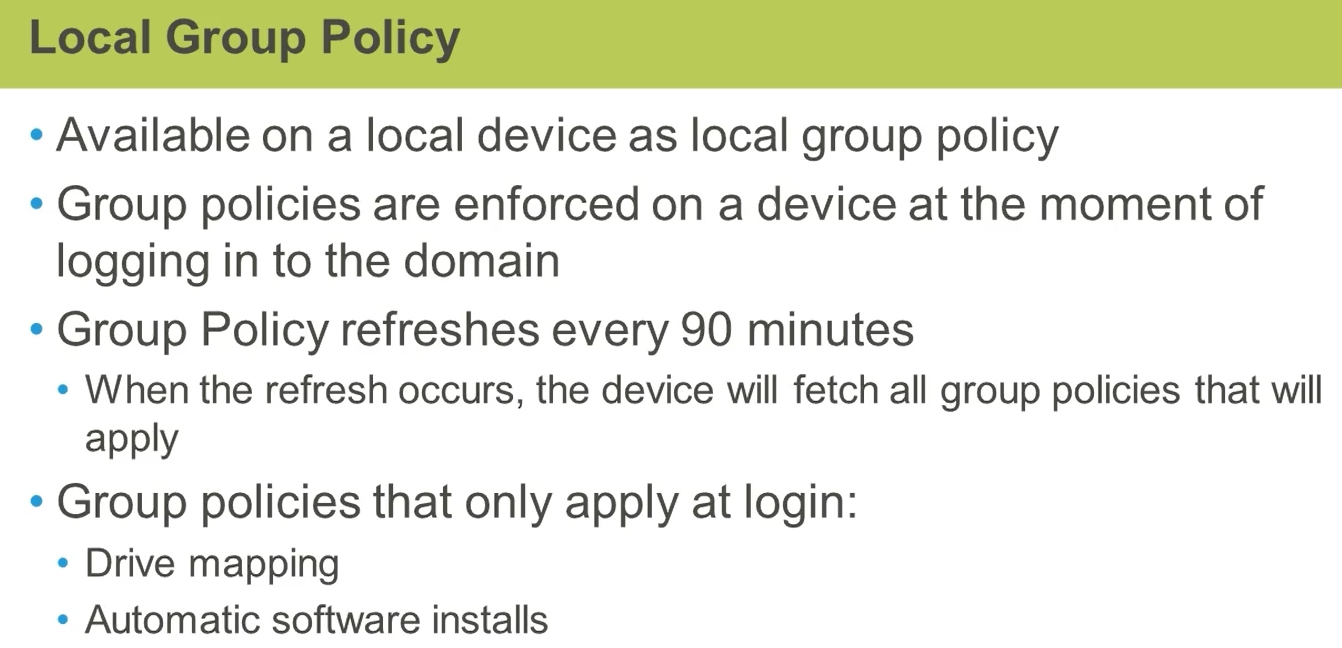 Local Group Policy
• Available on a local device as local group policy
• Group policies are enforced on a device at the moment of
logging in to the domain
• Group Policy refreshes every 90 minutes
• When the refresh occurs, the device will fetch all group policies that will
apply
• Group policies that only apply at login:
• Drive mapping
• Automatic software installs